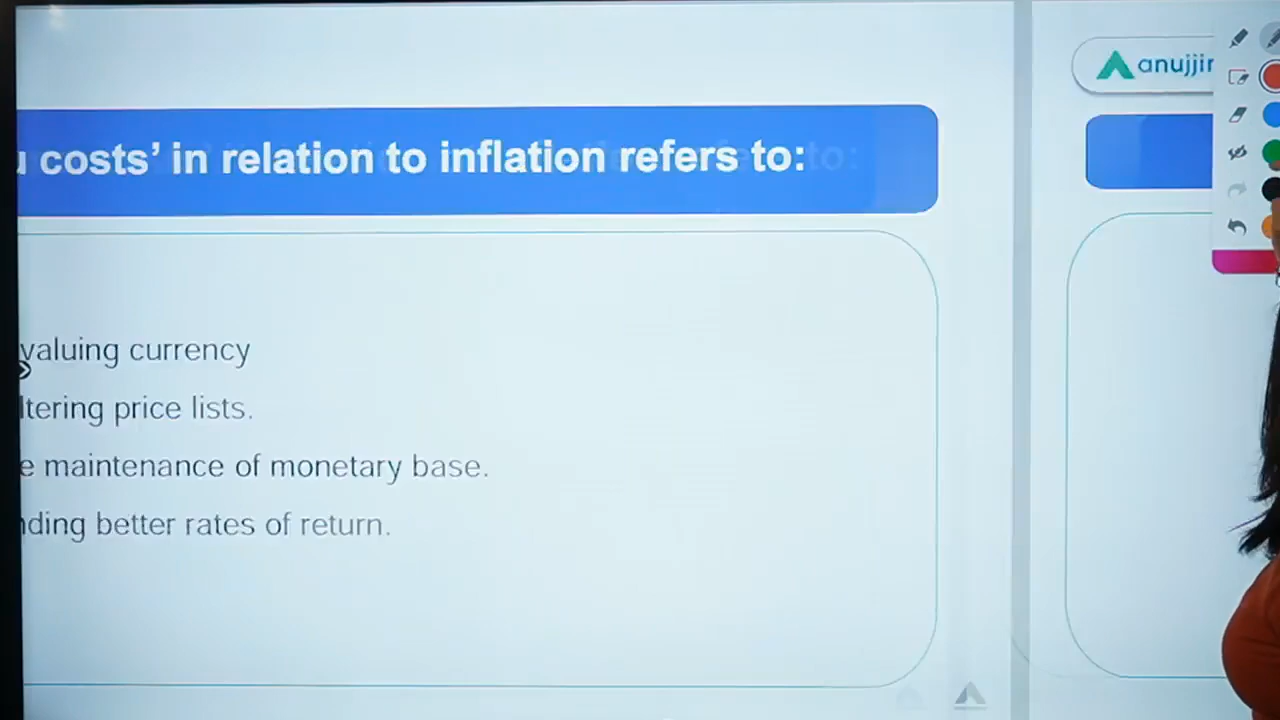 costs’ in relation to inflation refers to:
valuing currency
ltering price lists.
e maintenance of monetary base.
nding better rates of return.
anujjin